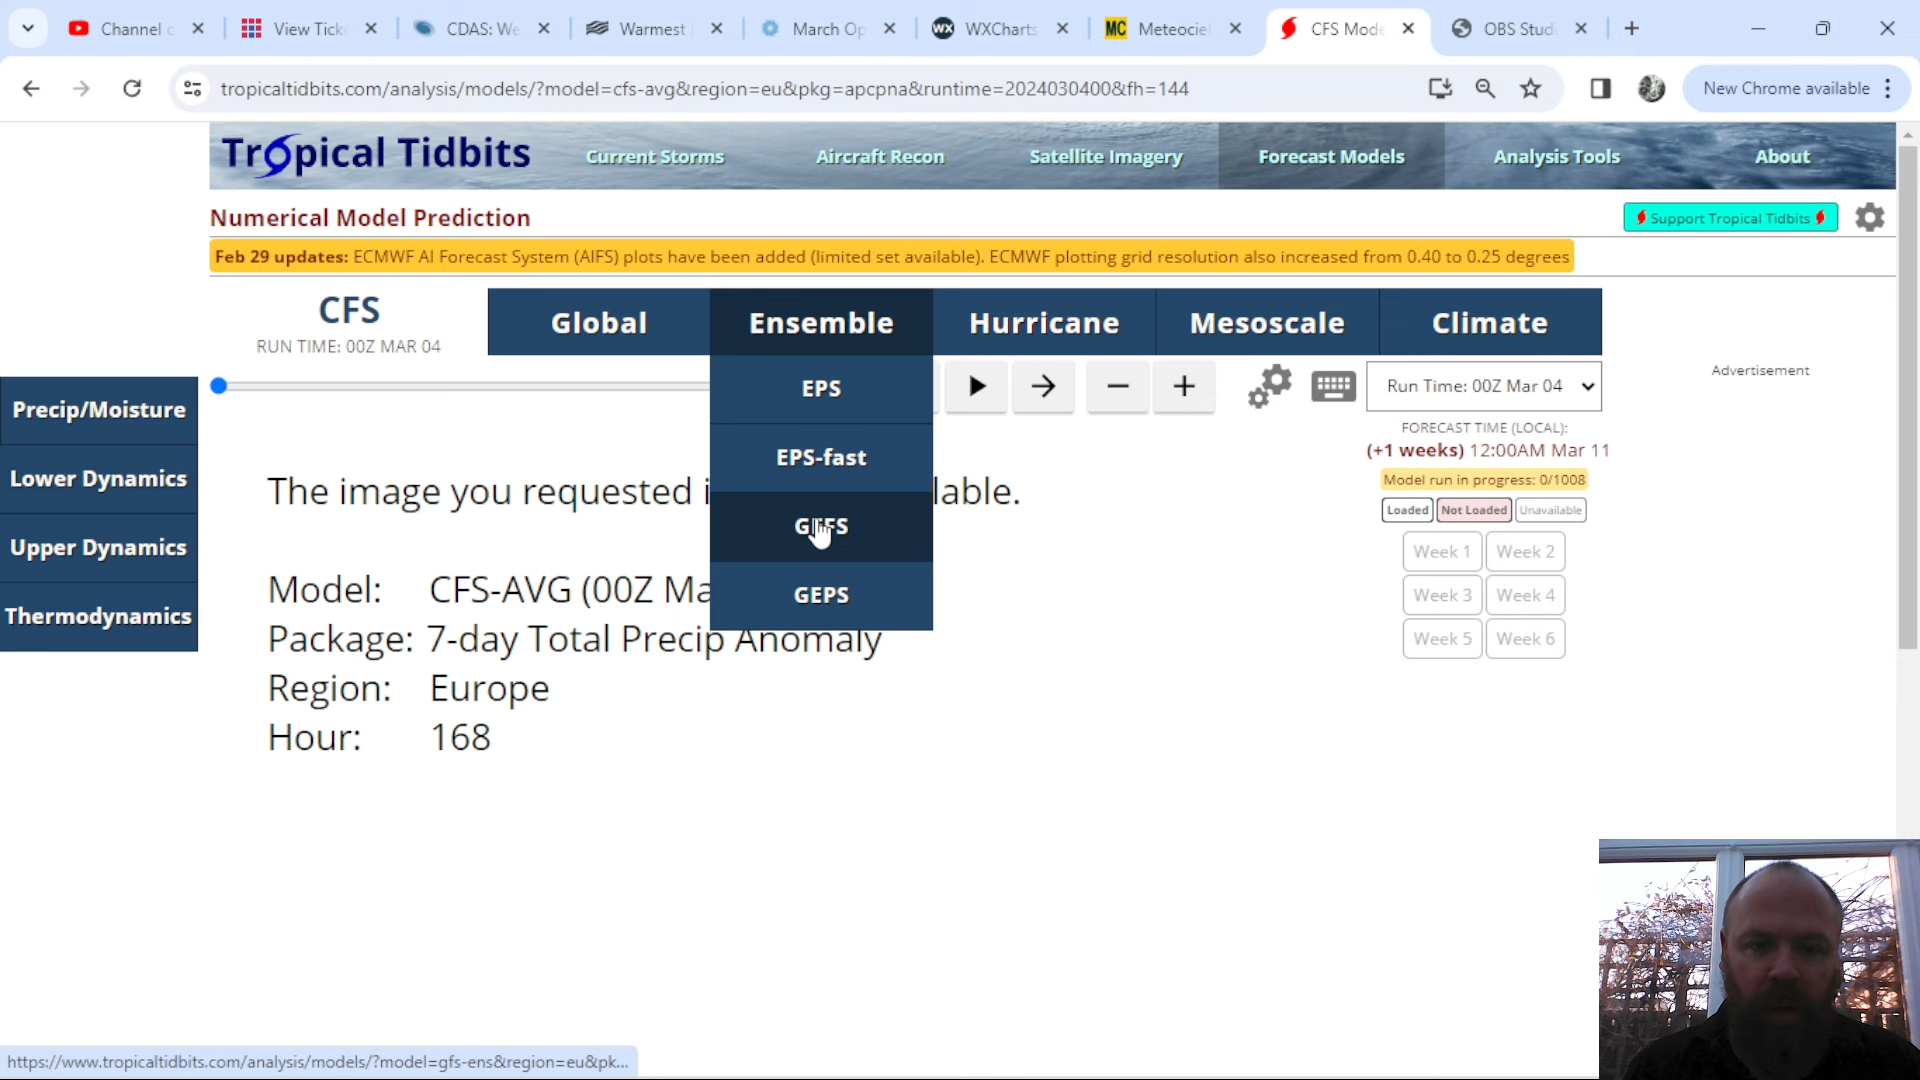 Channel c
View Tick
CDAS: We
Warmest
March Op
WXCharts
MC Meteociel
CFS Mode
OBS Studi
tropicaltidbits.com/analysis/models/?model=cfs-avg&region=eu&pkg=apcpna&runtime=2024030400&fh=144
New Chrome available
Tropical Tidbits
Current Storms
Aircraft Recon
Satellite Imagery
Forecast Models
Analysis Tools
About
Numerical Model Prediction
Support Tropical Tidbits
Feb 29 updates: ECMWF AI Forecast System (AIFS) plots have been added (limited set available). ECMWF plotting grid resolution also increased from 0.40 to 0.25 degrees
CFS
RUN TIME: 00Z MAR 04
Global
Ensemble
Hurricane
Mesoscale
Climate
EPS
EPS-fast
GEPS
Run Time: 00Z Mar 04
Advertisement
FORECAST TIME (LOCAL):
(+1 weeks) 12:00AM Mar 11
Model run in progress: 0/1008
Loaded Not Loaded Unavailable
Week 1 Week 2
Week 3 Week 4
Week 5 Week 6
Precip/Moisture
Lower Dynamics
Upper Dynamics
Thermodynamics
The image you requested i lable.
Model: CFS-AVG (00Z Ma
Package: 7-day Total Precip Anomaly
Region: Europe
Hour: 168
https://www.tropicaltidbits.com/analysis/models/?model=gfs-ens&region=eu&pk...